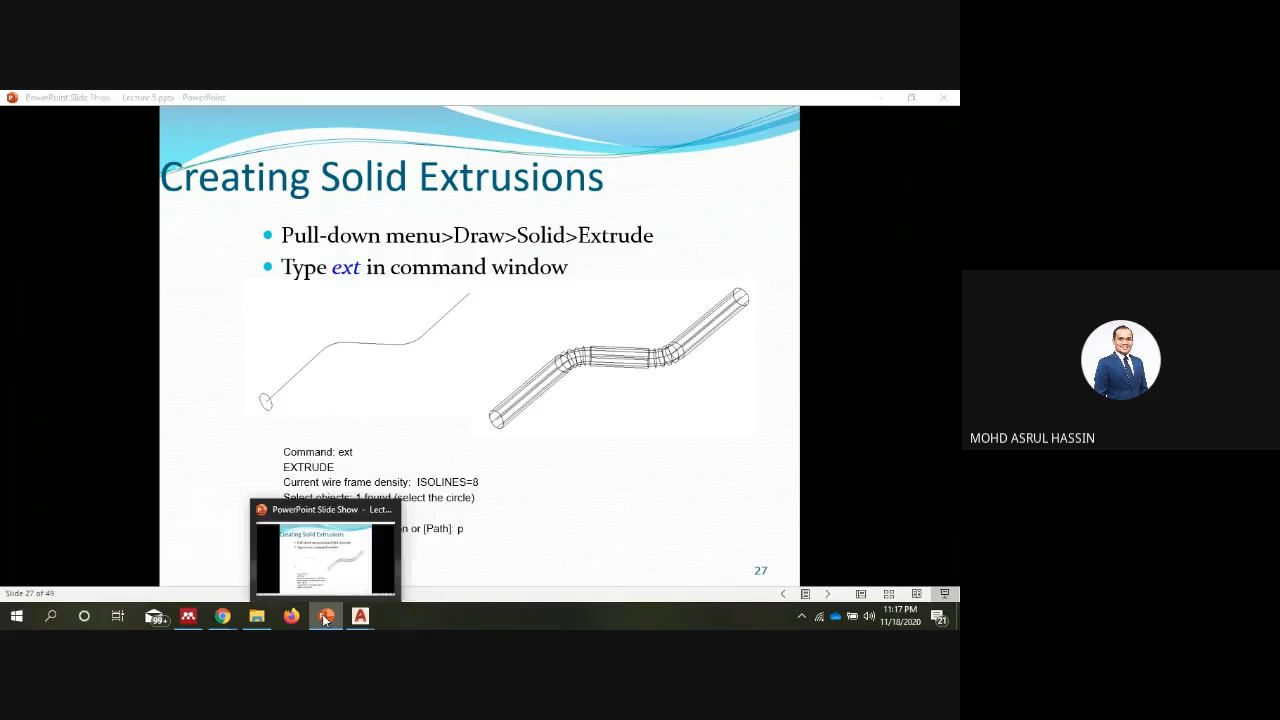 PowerPoint Slide Show - Lecture 5.pptx - PowerPoint
Creating Solid Extrusions
Pull-down menu>Draw>Solid>Extrude
Type ext in command window
Command: ext
EXTRUDE
Current wire frame density:  ISOLINES=8
Select objects: 1 found (select the circle)
PowerPoint Slide Show - Lect...
or [Path]: p
27
MOHD ASRUL HASSIN
Slide 27 of 49
99+
11:17 PM
11/18/2020
21